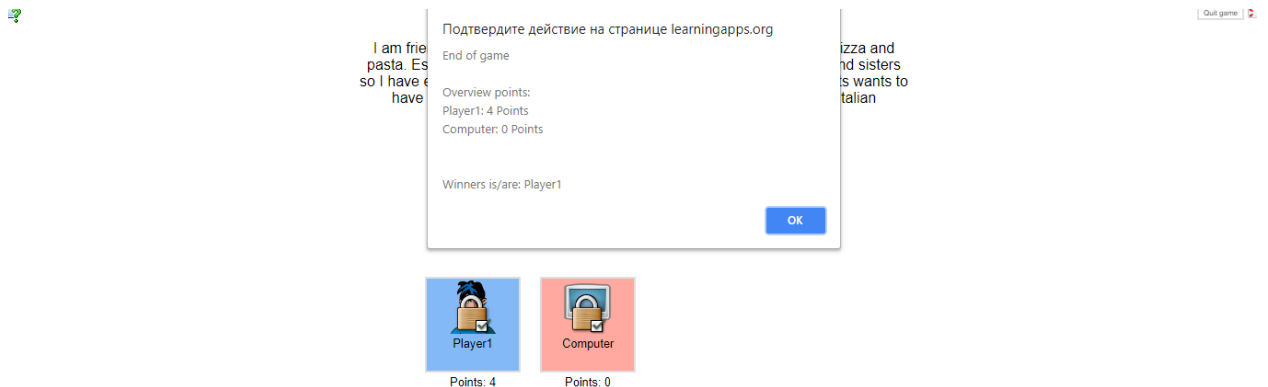 Quit game
Подтвердите действие на странице learningapps.org
I am frie
izza and
End of game
pasta. Es
nd sisters
so I have e
ts wants to
Overview points:
have
talian
Player1: 4 Points
Computer: 0 Points
Winners is/are: Player1
OK
Player1
Computer
Points: 4
Points: 0